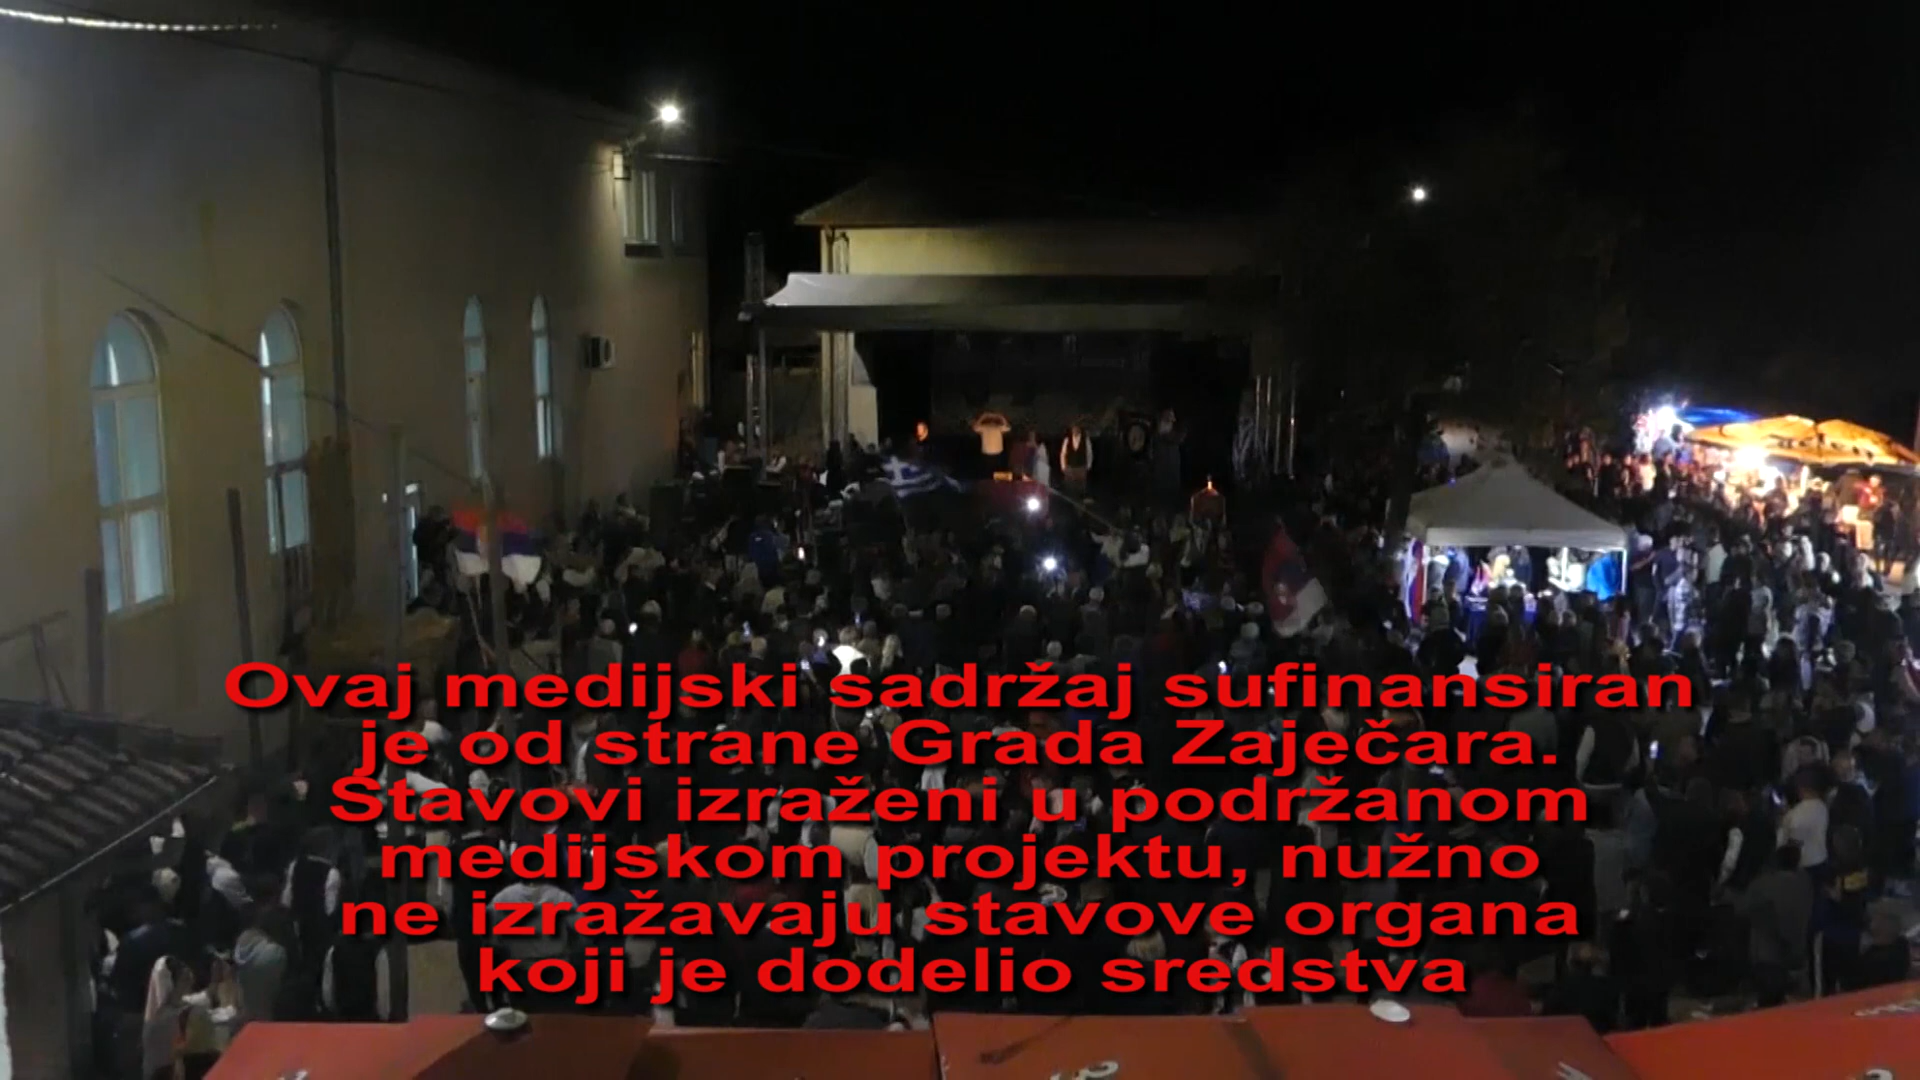 Ovaj medijski sadržaj sufinansiran
je od strane Grada Zaječara.
Stavovi izraženi u podržanom
medijskom projektu, nužno
ne izražavaju stavove organa
koji je dodelio sredstva